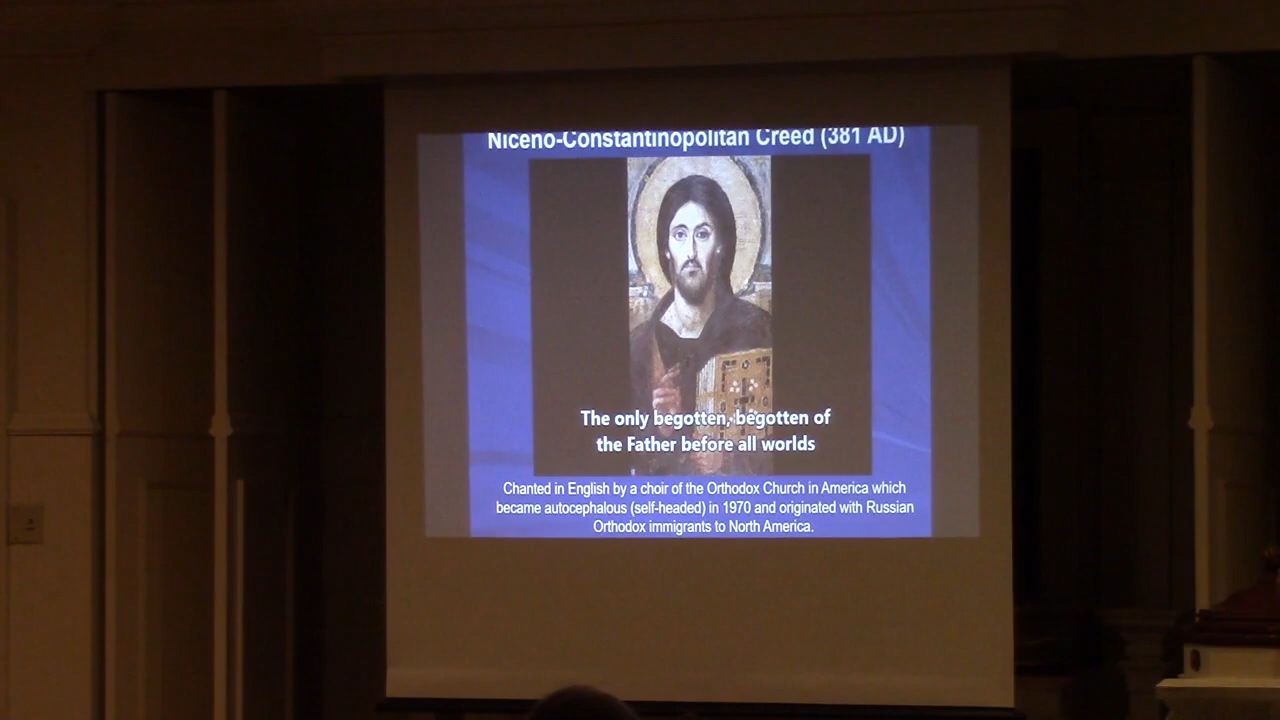 Niceno-Constantinopolitan Creed (381 AD)
The only begotten, begotten of
the Father before all worlds
Chanted in English by a choir of the Orthodox Church in America which
became autocephalous (self-headed) in 1970 and originated with Russian
Orthodox immigrants to North America.